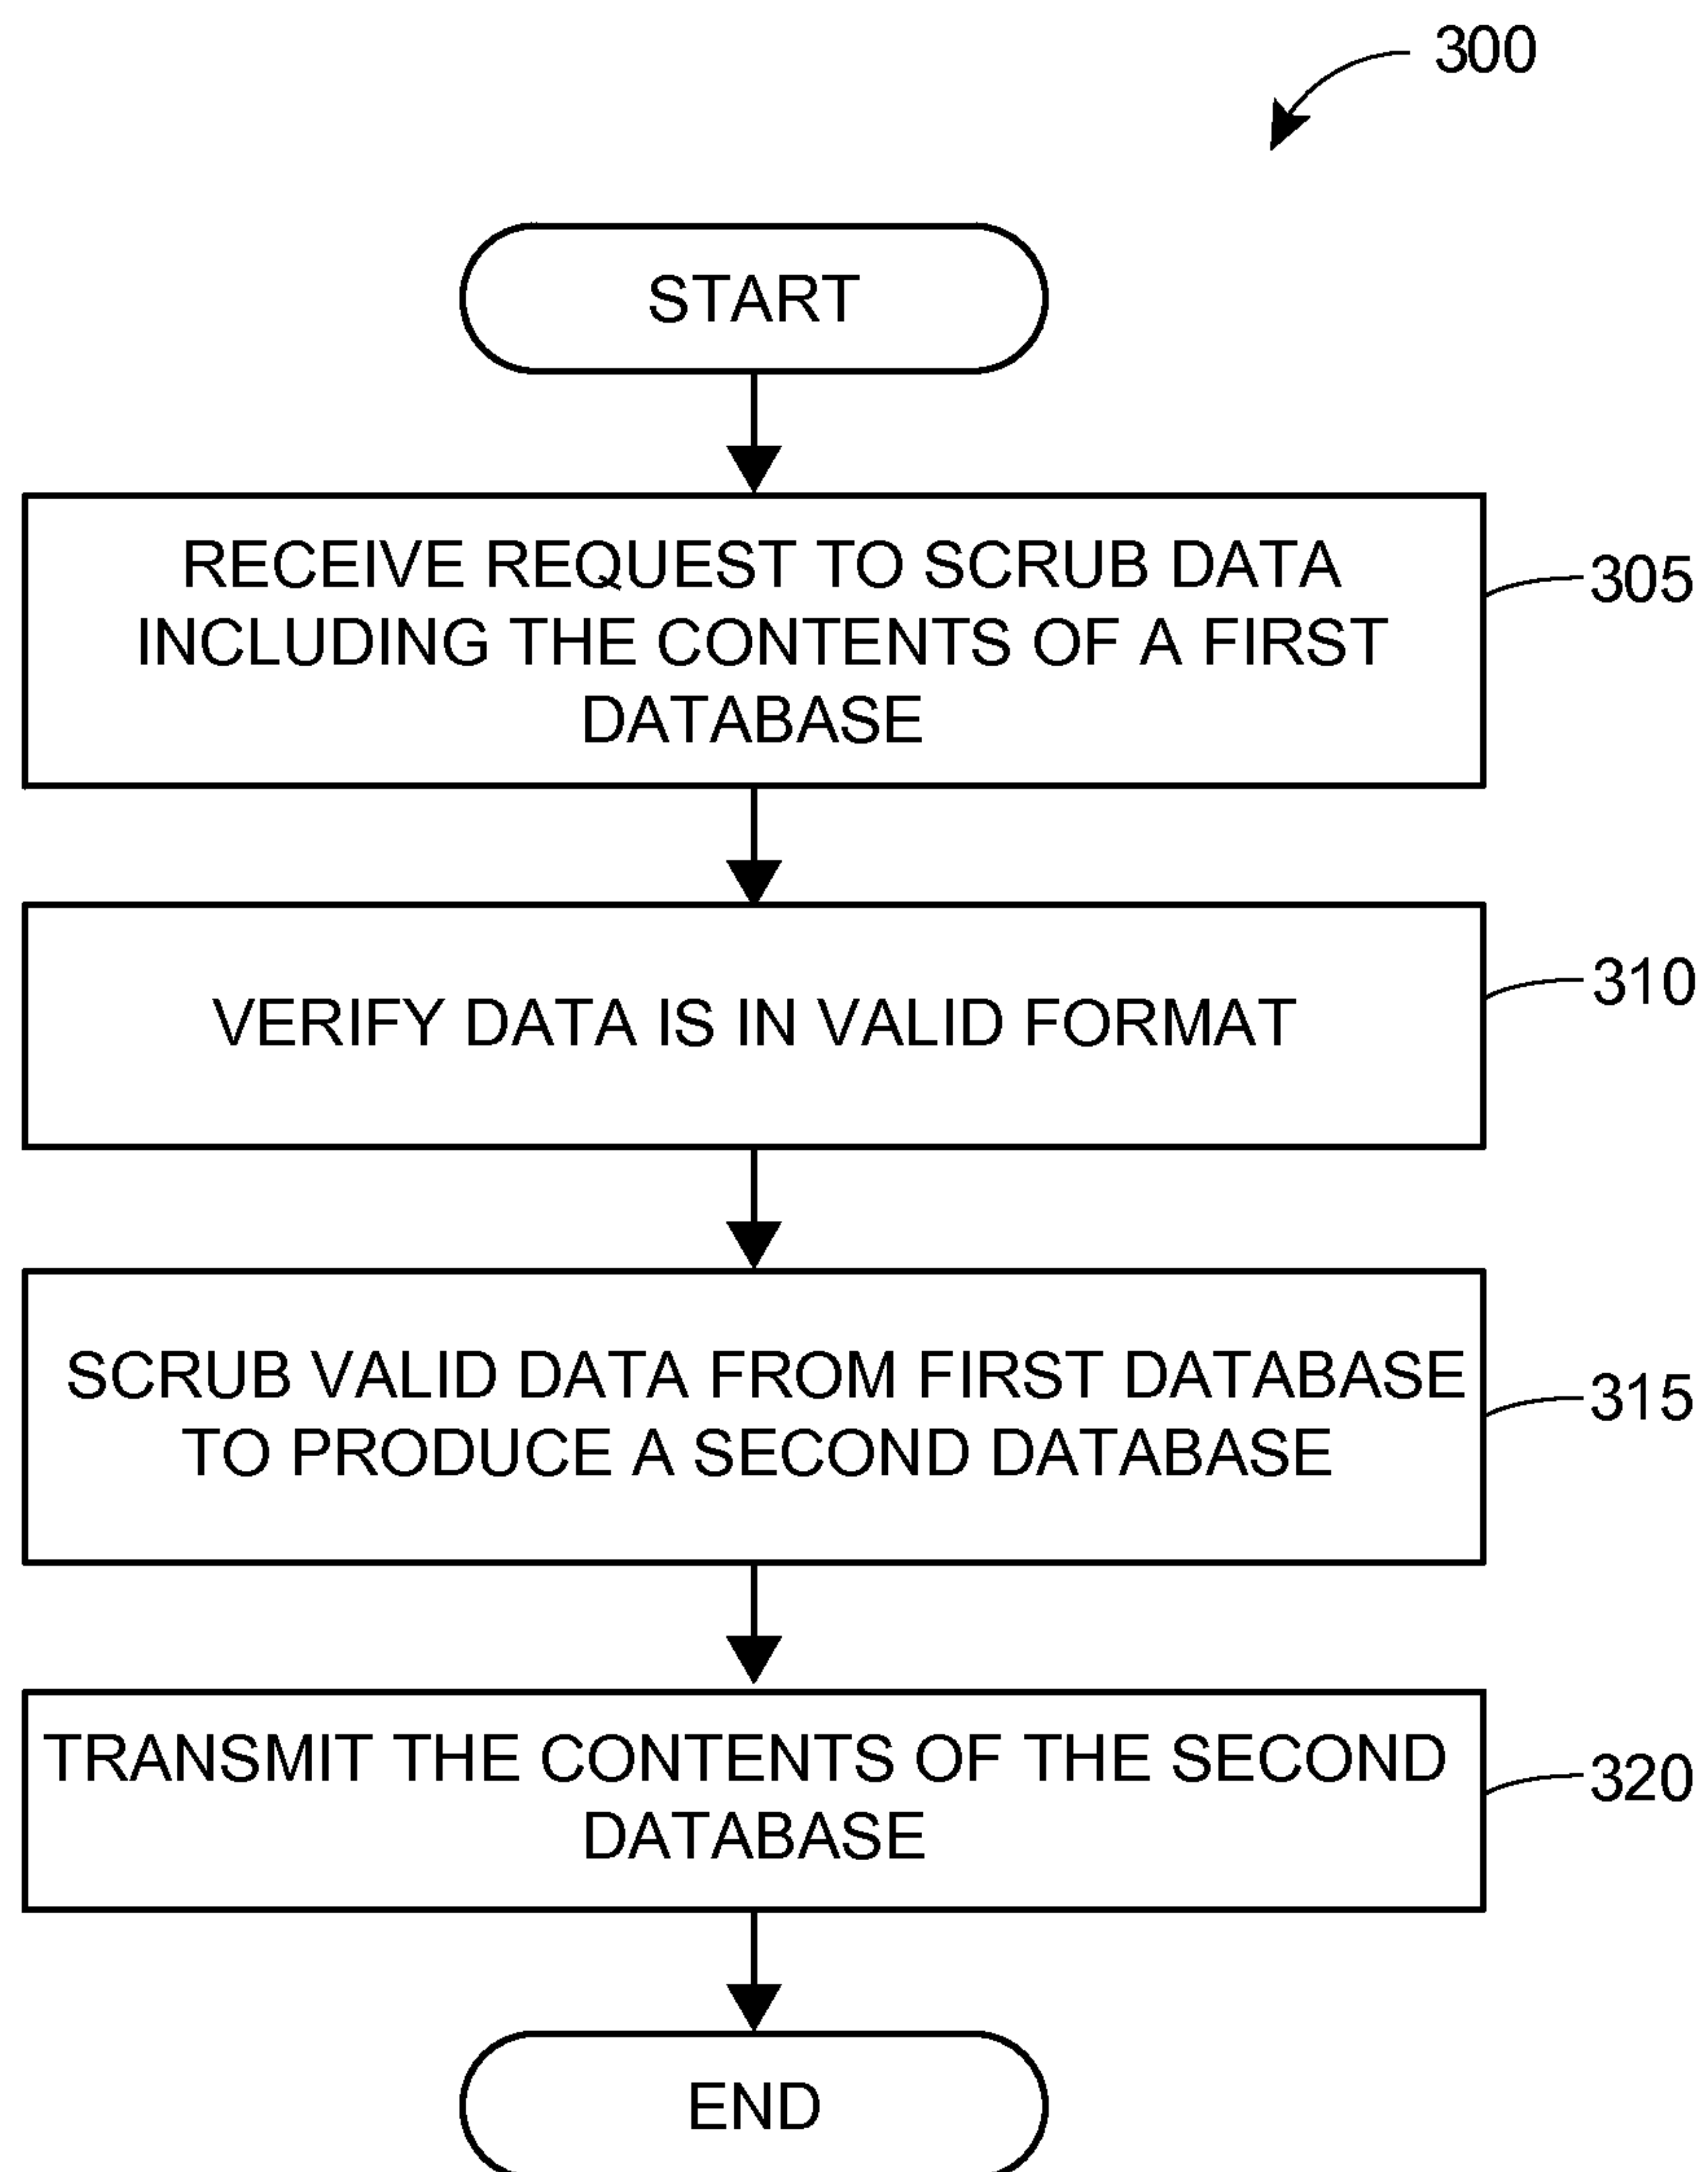 300
START
RECEIVE REQUEST TO SCRUB DATA
INCLUDING THE CONTENTS OF A FIRST
DATABASE
305
VERIFY DATA IS IN VALID FORMAT
310
SCRUB VALID DATA FROM FIRST DATABASE
TO PRODUCE A SECOND DATABASE
315
TRANSMIT THE CONTENTS OF THE SECOND
DATABASE
320
END